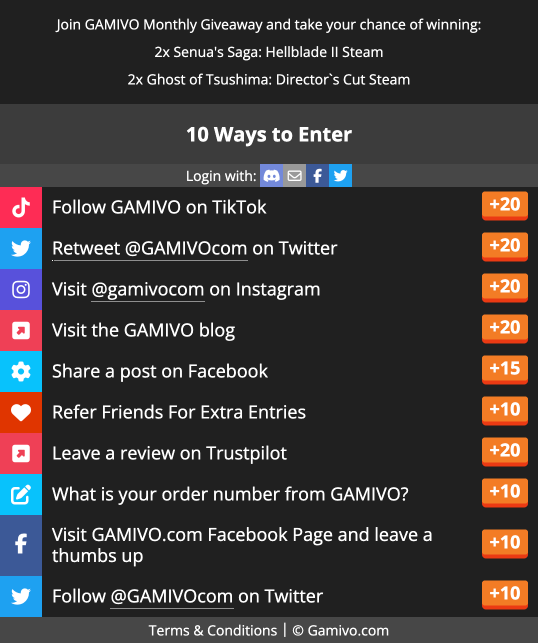 Join GAMIVO Monthly Giveaway and take your chance of winning:
2x Senua's Saga: Hellblade II Steam
2x Ghost of Tsushima: Director`s Cut Steam
10 Ways to Enter
Login with:
Follow GAMIVO on TikTok +20
Retweet @GAMIVOcom on Twitter +20
Visit @gamivocom on Instagram +20
Visit the GAMIVO blog +20
Share a post on Facebook +15
Refer Friends For Extra Entries +10
Leave a review on Trustpilot +20
What is your order number from GAMIVO? +10
Visit GAMIVO.com Facebook Page and leave a
thumbs up +10
Follow @GAMIVOcom on Twitter +10
Terms & Conditions | © Gamivo.com